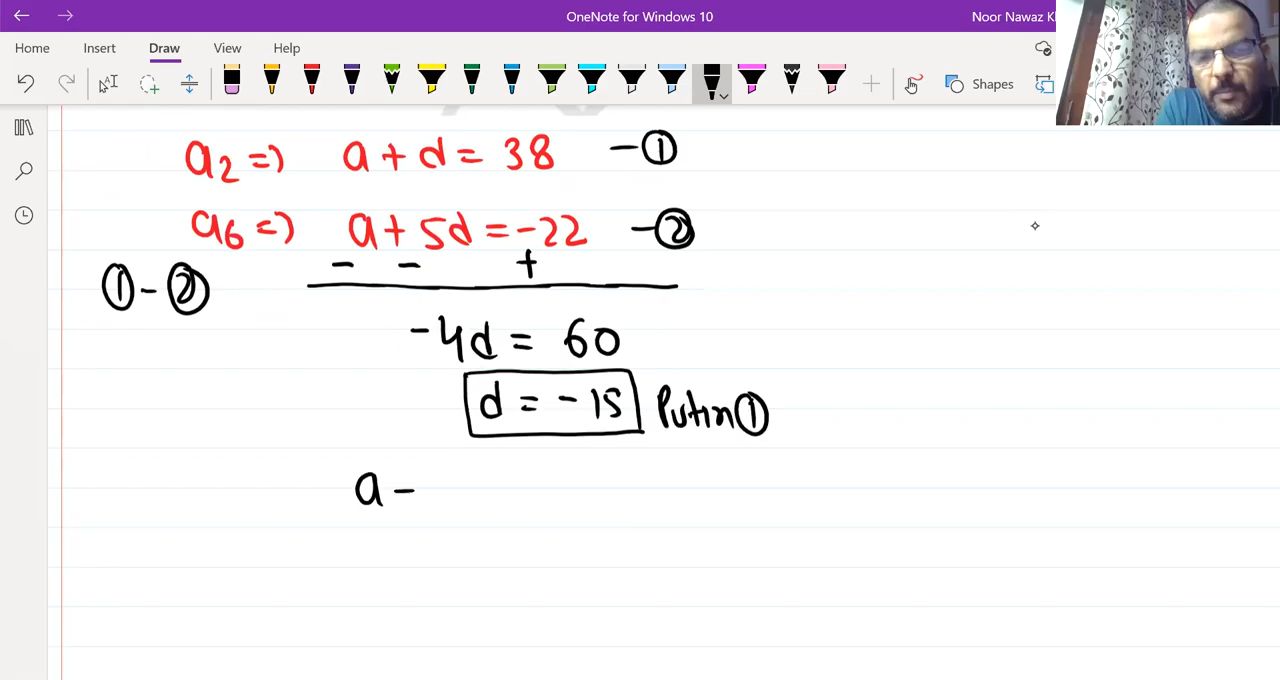 OneNote for Windows 10
Noor Nawaz Kh
Home Insert Draw View Help
Shapes
a2 => a + d = 38 - ①
a6 => a + 5d = -22 - ②
- - +
① - ②
-4d = 60
d = -15 Put in ①
a -